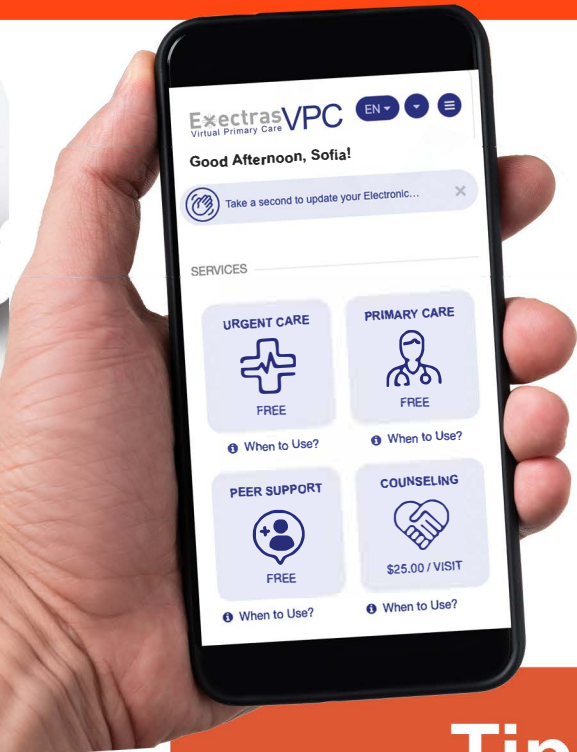 ExectrasVPC EN
Virtual Primary Care
Good Afternoon, Sofia!
Take a second to update your Electronic...
SERVICES
URGENT CARE
FREE
When to Use?
PRIMARY CARE
FREE
When to Use?
PEER SUPPORT
FREE
When to Use?
COUNSELING
$25.00 / VISIT
When to Use?